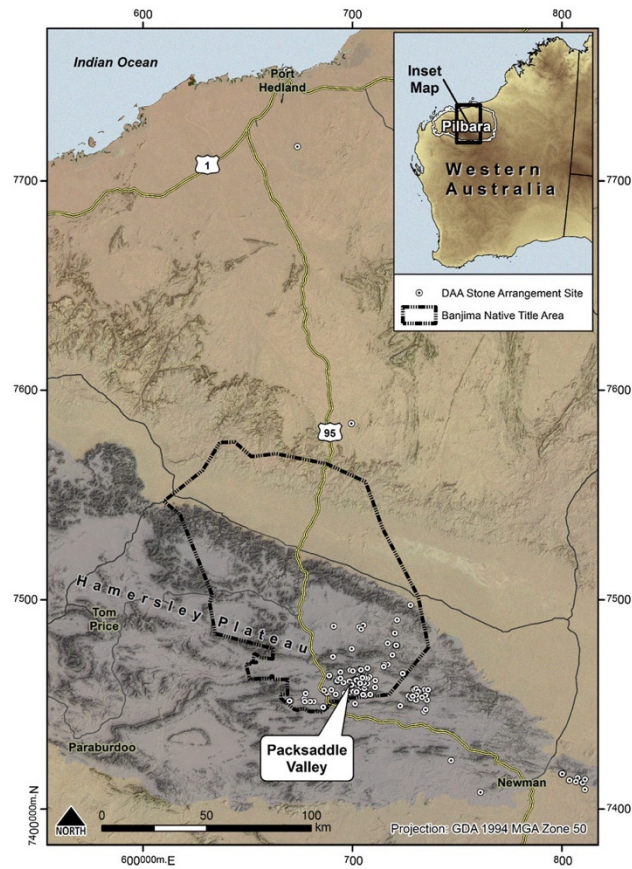 600
700
800
Indian Ocean
Port
Hedland
1
7700
7600
95
7500
Hamersley Plateau
Tom
Price
Paraburdoo
Packsaddle
Valley
Newman
7400
7400000m.N
NORTH
0
50
100
km
Projection: GDA 1994 MGA Zone 50
600000m.E
700
800
Inset
Map
Pilbara
Western
Australia
DAA Stone Arrangement Site
Banjima Native Title Area
7700
7600
7500
7400